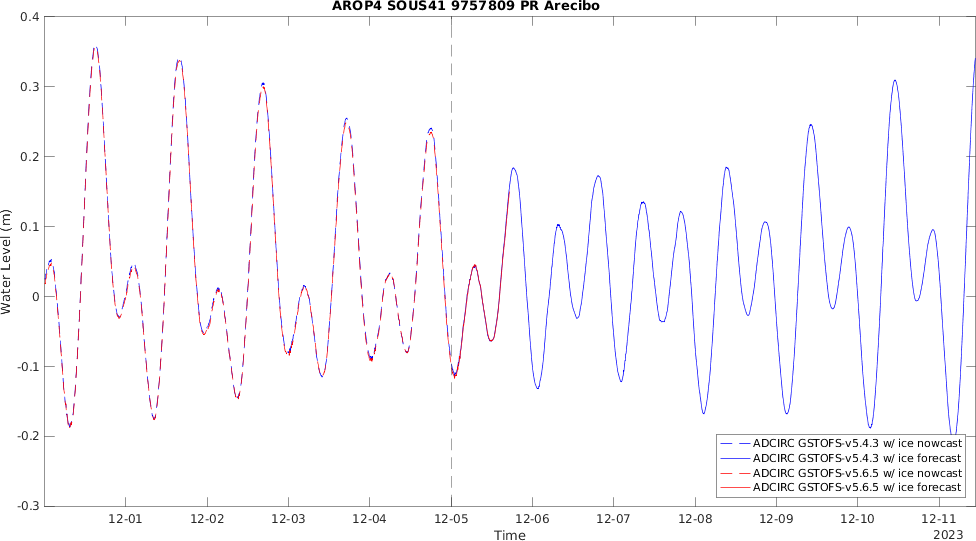 AROP4 SOUS41 9757809 PR Arecibo
0.4
0.3
0.2
0.1
0
-0.1
-0.2
-0.3
Water Level (m)
12-01
12-02
12-03
12-04
12-05
12-06
12-07
12-08
12-09
12-10
12-11
Time
2023
ADCIRC GSTOFS-v5.4.3 w/ ice nowcast
ADCIRC GSTOFS-v5.4.3 w/ ice forecast
ADCIRC GSTOFS-v5.6.5 w/ ice nowcast
ADCIRC GSTOFS-v5.6.5 w/ ice forecast